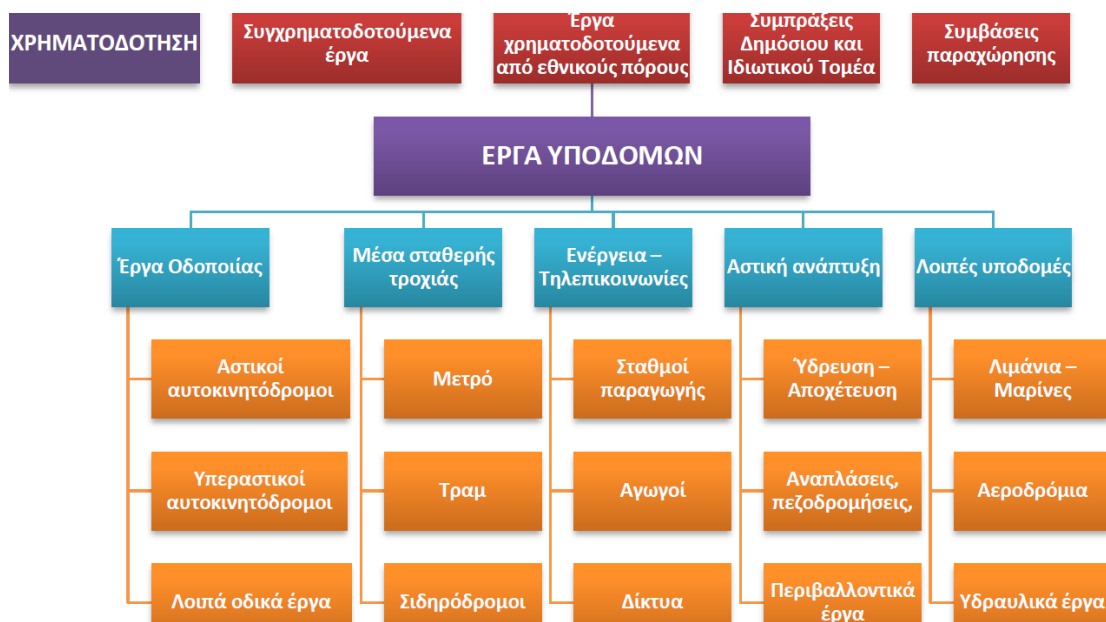 ΧΡΗΜΑΤΟΔΟΤΗΣΗ
Συγχρηματοδοτούμενα
έργα
Έργα
χρηματοδοτούμενα
από εθνικούς πόρους
Συμπράξεις
Δημόσιου και
Ιδιωτικού Τομέα
Συμβάσεις
παραχώρησης
ΕΡΓΑ ΥΠΟΔΟΜΩΝ
Έργα Οδοποιίας
Μέσα σταθερής
τροχιάς
Ενέργεια –
Τηλεπικοινωνίες
Αστική ανάπτυξη
Λοιπές υποδομές
Αστικοί
αυτοκινητόδρομοι
Μετρό
Σταθμοί
παραγωγής
Ύδρευση –
Αποχέτευση
Λιμάνια –
Μαρίνες
Υπεραστικοί
αυτοκινητόδρομοι
Τραμ
Αγωγοί
Αναπλάσεις,
πεζοδρομήσεις,
Αεροδρόμια
Λοιπά οδικά έργα
Σιδηρόδρομοι
Δίκτυα
Περιβαλλοντικά
έργα
Υδραυλικά έργα